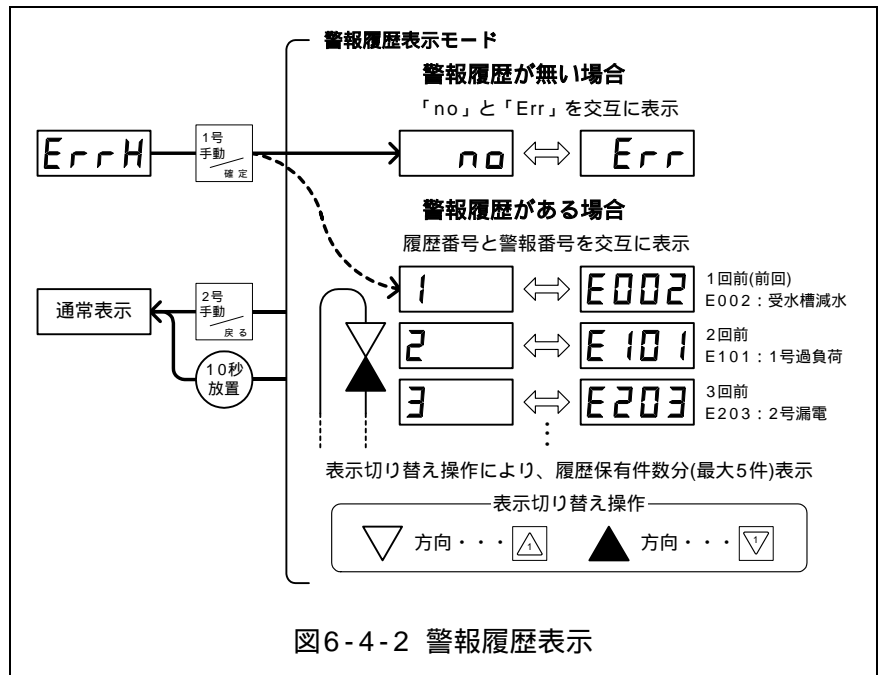 警報履歴表示モード
警報履歴が無い場合
「no」と「Err」を交互に表示
ErrH
1号
手動
確定
no
Err
警報履歴がある場合
履歴番号と警報番号を交互に表示
1
E002
1回前(前回)
E002：受水槽減水
通常表示
2号
手動
戻る
10秒
放置
2
E101
2回前
E101：1号過負荷
3
E203
3回前
E203：2号漏電
表示切り替え操作により、履歴保有件数分(最大5件)表示
表示切り替え操作
▽ 方向・・・ 1
▲ 方向・・・ 1
図6-4-2 警報履歴表示